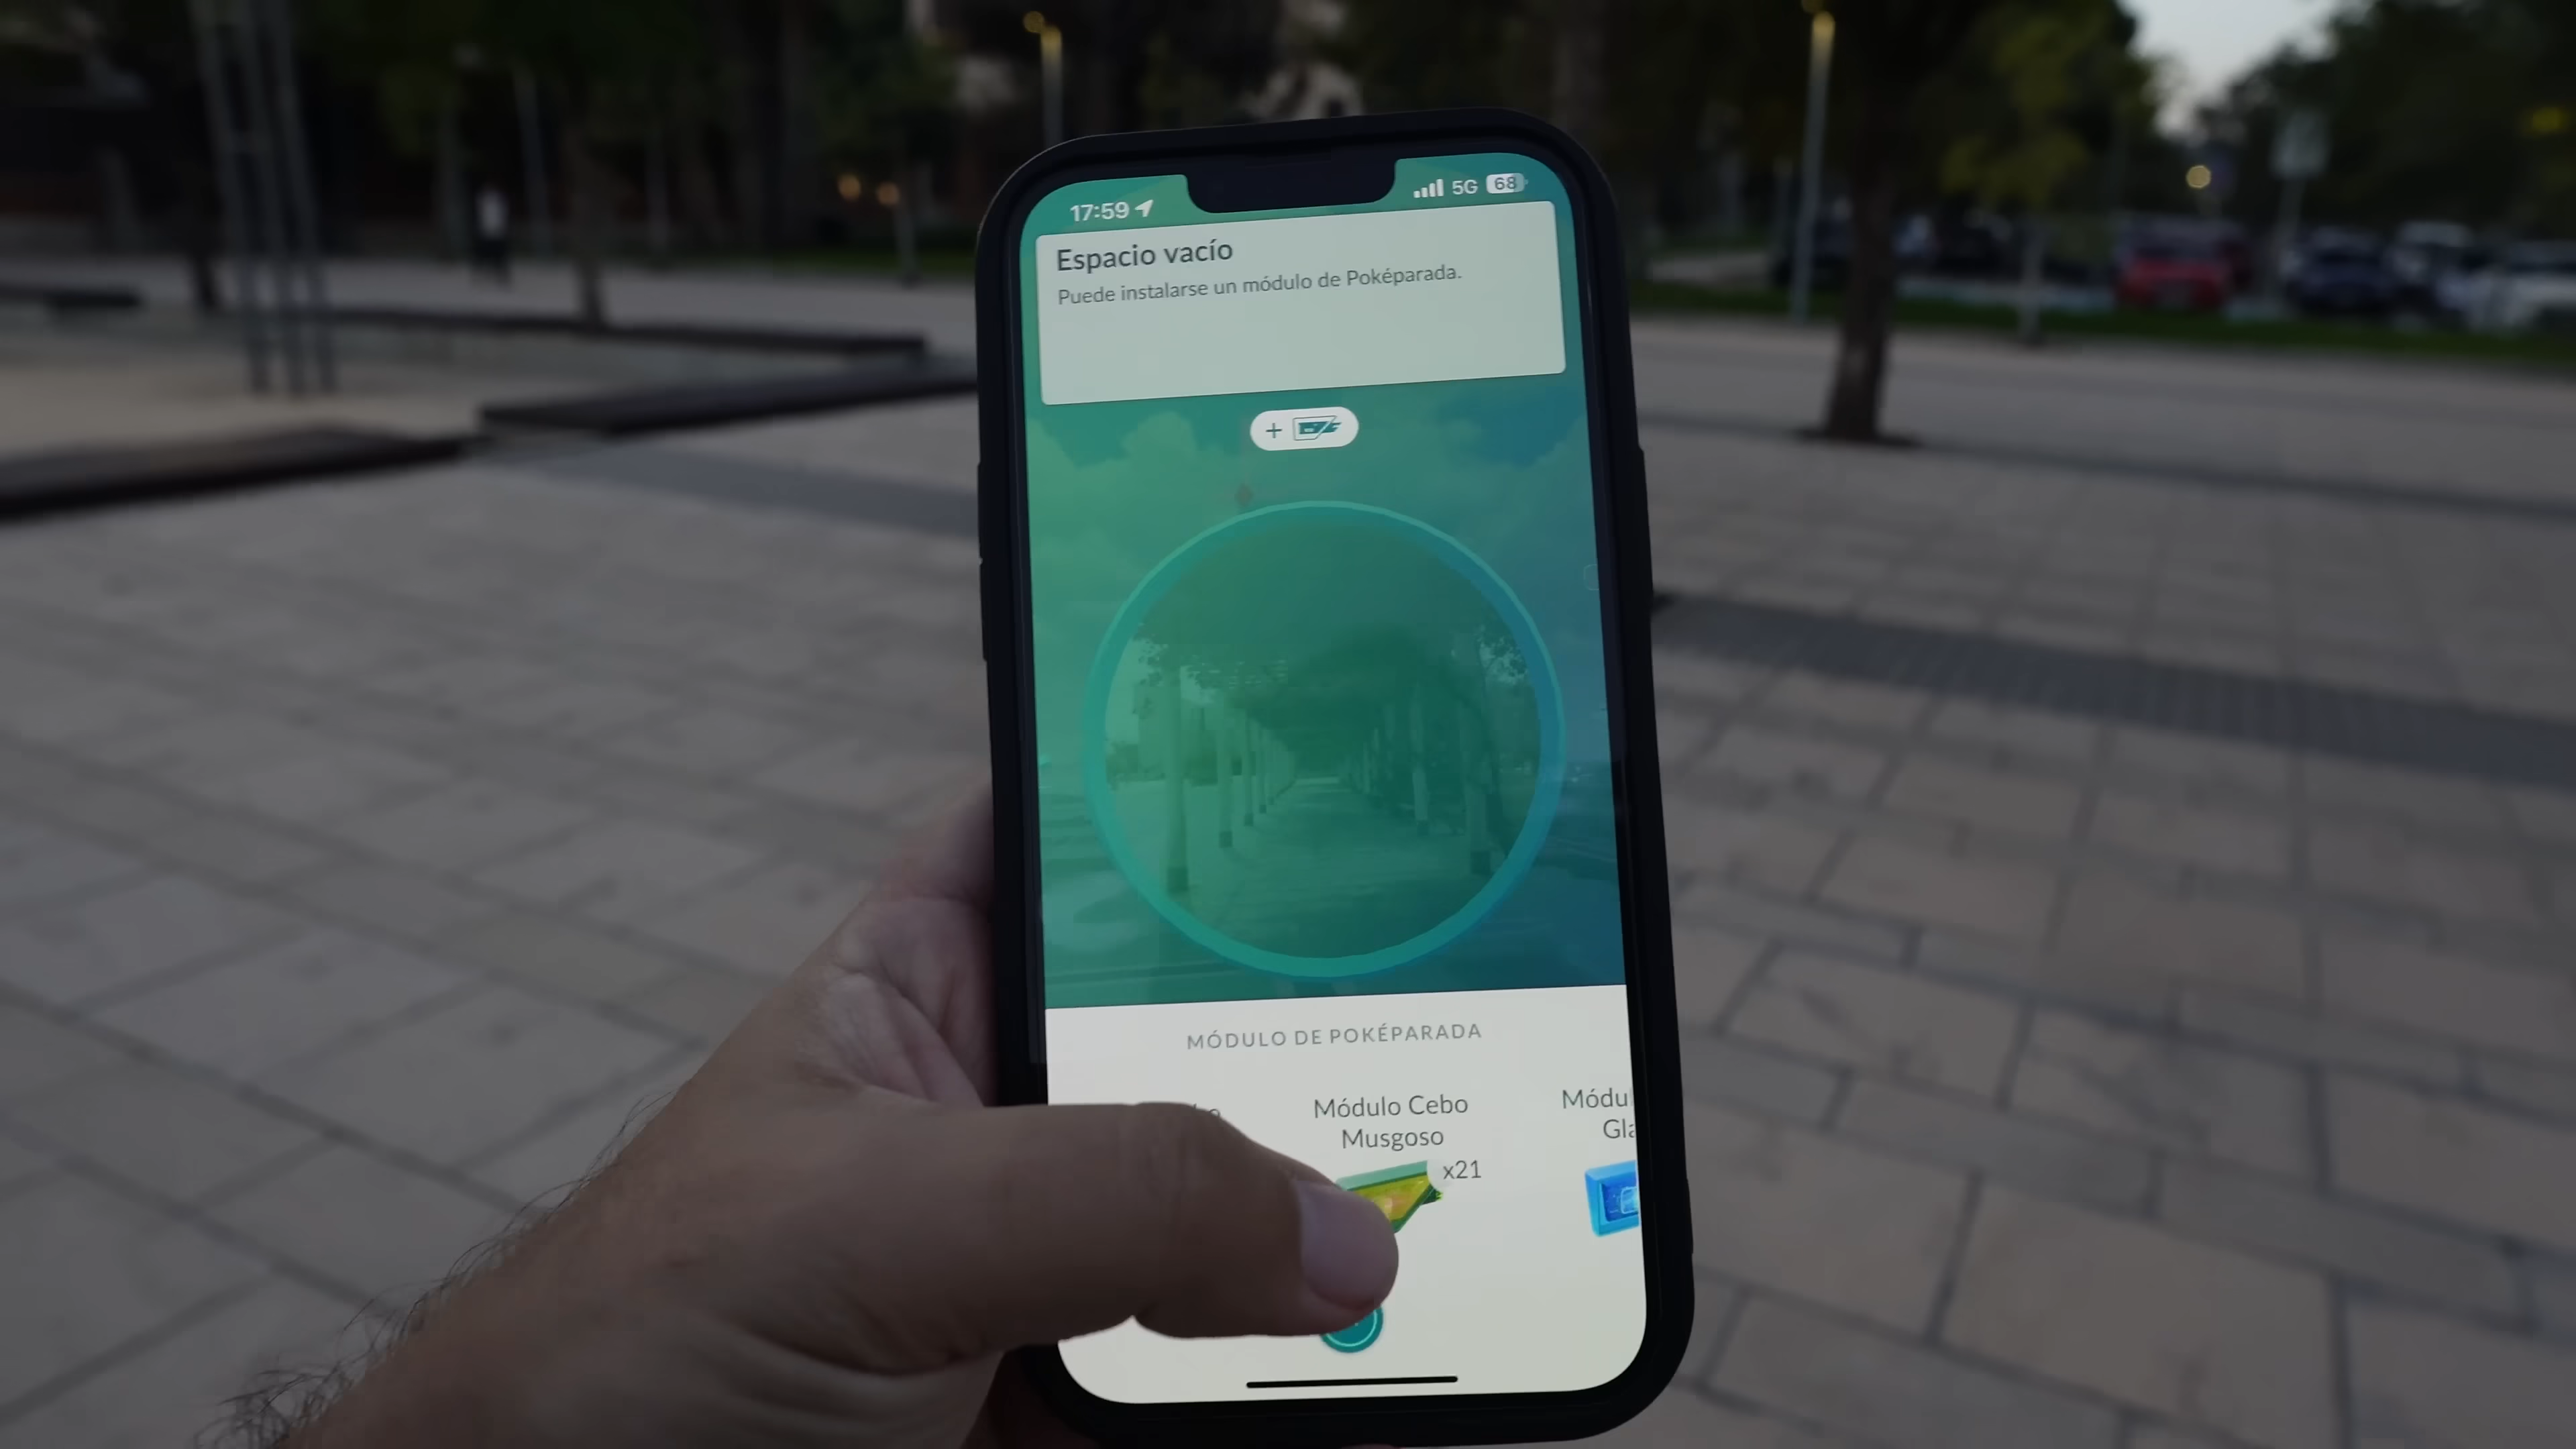 17:59 5G 68
Espacio vacío
Puede instalarse un módulo de Poképarada.
MÓDULO DE POKÉPARADA
Módulo Cebo
Musgoso
x21